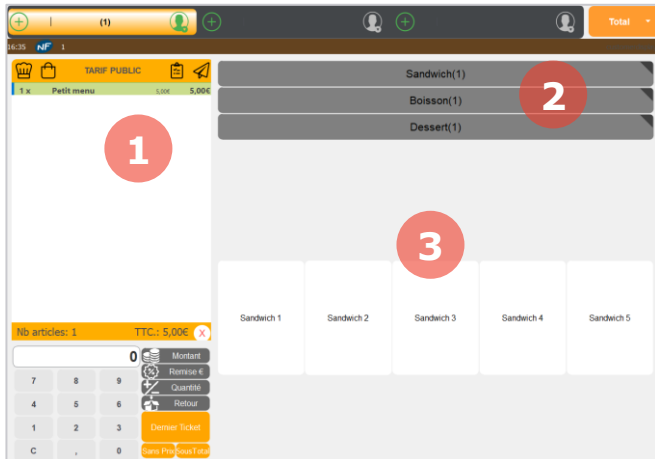 (1)
Total
16:35 NF 1
TARIF PUBLIC
1 x Petit menu 5,00€ 5,00€
1
Sandwich(1)
Boisson(1)
Dessert(1)
2
3
Sandwich 1 Sandwich 2 Sandwich 3 Sandwich 4 Sandwich 5
Nb articles: 1 TTC.: 5,00€ X
0 Montant
Remise €
7 8 9 Quantité
4 5 6 Retour
1 2 3 Dernier Ticket
C , 0 Sans Prix SousTotal